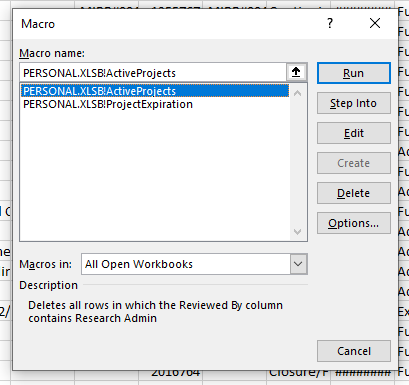 Macro
Macro name:
PERSONAL.XLSB!ActiveProjects
PERSONAL.XLSB!ActiveProjects
PERSONAL.XLSB!ProjectExpiration
Run
Step Into
Edit
Create
Delete
Options...
Macros in:
All Open Workbooks
Description
Deletes all rows in which the Reviewed By column
contains Research Admin
Cancel
2016764
Closure/F
########